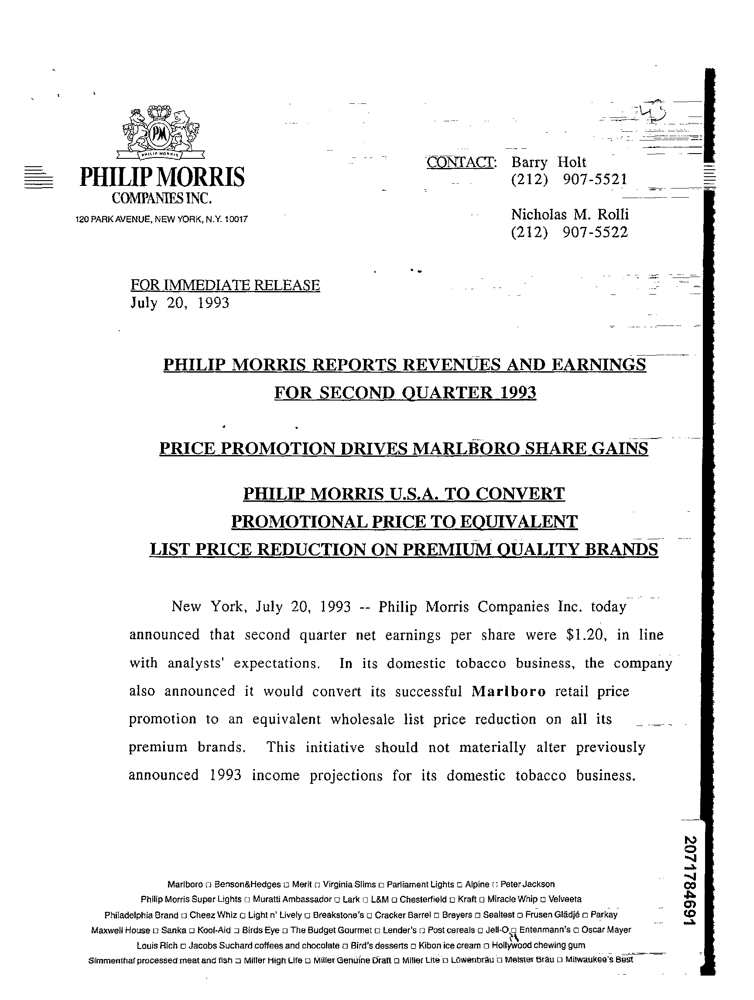 PM
PHILIP MORRIS
PHILIP MORRIS
COMPANIES INC.
120 PARK AVENUE, NEW YORK, N.Y. 10017
CONTACT: Barry Holt
(212) 907-5521
Nicholas M. Rolli
(212) 907-5522
FOR IMMEDIATE RELEASE
July 20, 1993
PHILIP MORRIS REPORTS REVENUES AND EARNINGS
FOR SECOND QUARTER 1993
PRICE PROMOTION DRIVES MARLBORO SHARE GAINS
PHILIP MORRIS U.S.A. TO CONVERT
PROMOTIONAL PRICE TO EQUIVALENT
LIST PRICE REDUCTION ON PREMIUM QUALITY BRANDS
New York, July 20, 1993 -- Philip Morris Companies Inc. today
announced that second quarter net earnings per share were $1.20, in line
with analysts' expectations. In its domestic tobacco business, the company
also announced it would convert its successful Marlboro retail price
promotion to an equivalent wholesale list price reduction on all its
premium brands. This initiative should not materially alter previously
announced 1993 income projections for its domestic tobacco business.
2071784691
Marlboro □ Benson&Hedges □ Merit □ Virginia Slims □ Parliament Lights □ Alpine □ Peter Jackson
Philip Morris Super Lights □ Muratti Ambassador □ Lark □ L&M □ Chesterfield □ Kraft □ Miracle Whip □ Velveeta
Philadelphia Brand □ Cheez Whiz □ Light n' Lively □ Breakstone's □ Cracker Barrel □ Breyers □ Sealtest □ Frusen Glädjé □ Parkay
Maxwell House □ Sanka □ Kool-Aid □ Birds Eye □ The Budget Gourmet □ Lender's □ Post cereals □ Jell-O □ Entenmann's □ Oscar Mayer
Louis Rich □ Jacobs Suchard coffees and chocolate □ Bird's desserts □ Kibon ice cream □ Hollywood chewing gum
Simmenthal processed meat and fish □ Miller High Life □ Miller Genuine Draft □ Miller Lite □ Löwenbräu □ Meister Bräu □ Milwaukee's Best